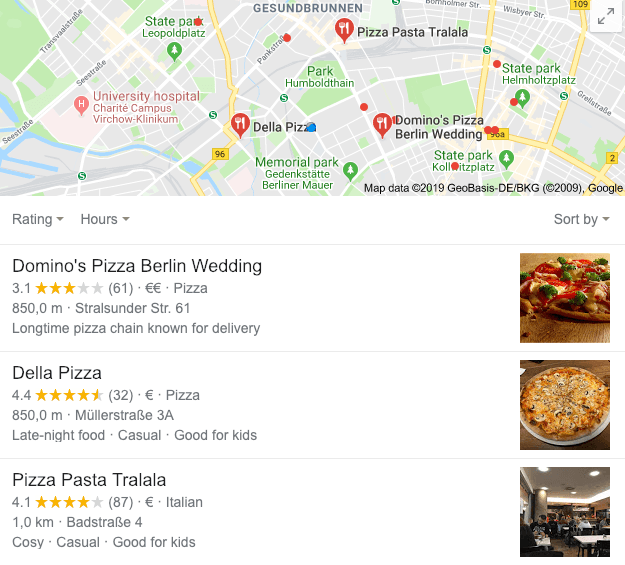 GESUNDBRUNNEN
109
Bornholmer Str.
Wisbyer Str.
State park
Leopoldplatz
Transvaalstraße
Pizza Pasta Tralala
S
Pankstraße
Seestraße
Park
Humboldthain
State park
Helmholtzplatz
H
University hospital
Charité Campus,
Virchow-Klinikum
S
S
Grellstraße
S
Seestraße
Della Pizza
Domino's Pizza
Berlin Wedding
96a
96
Memorial park
Gedenkstätte
Berliner Mauer
State park
Kollwitzplatz
2
S
Map data ©2019 GeoBasis-DE/BKG (©2009), Google
Rating Hours Sort by
Domino's Pizza Berlin Wedding
3.1 (61) · €€ · Pizza
850,0 m · Stralsunder Str. 61
Longtime pizza chain known for delivery
Della Pizza
4.4 (32) · € · Pizza
850,0 m · Müllerstraße 3A
Late-night food · Casual · Good for kids
Pizza Pasta Tralala
4.1 (87) · € · Italian
1,0 km · Badstraße 4
Cosy · Casual · Good for kids